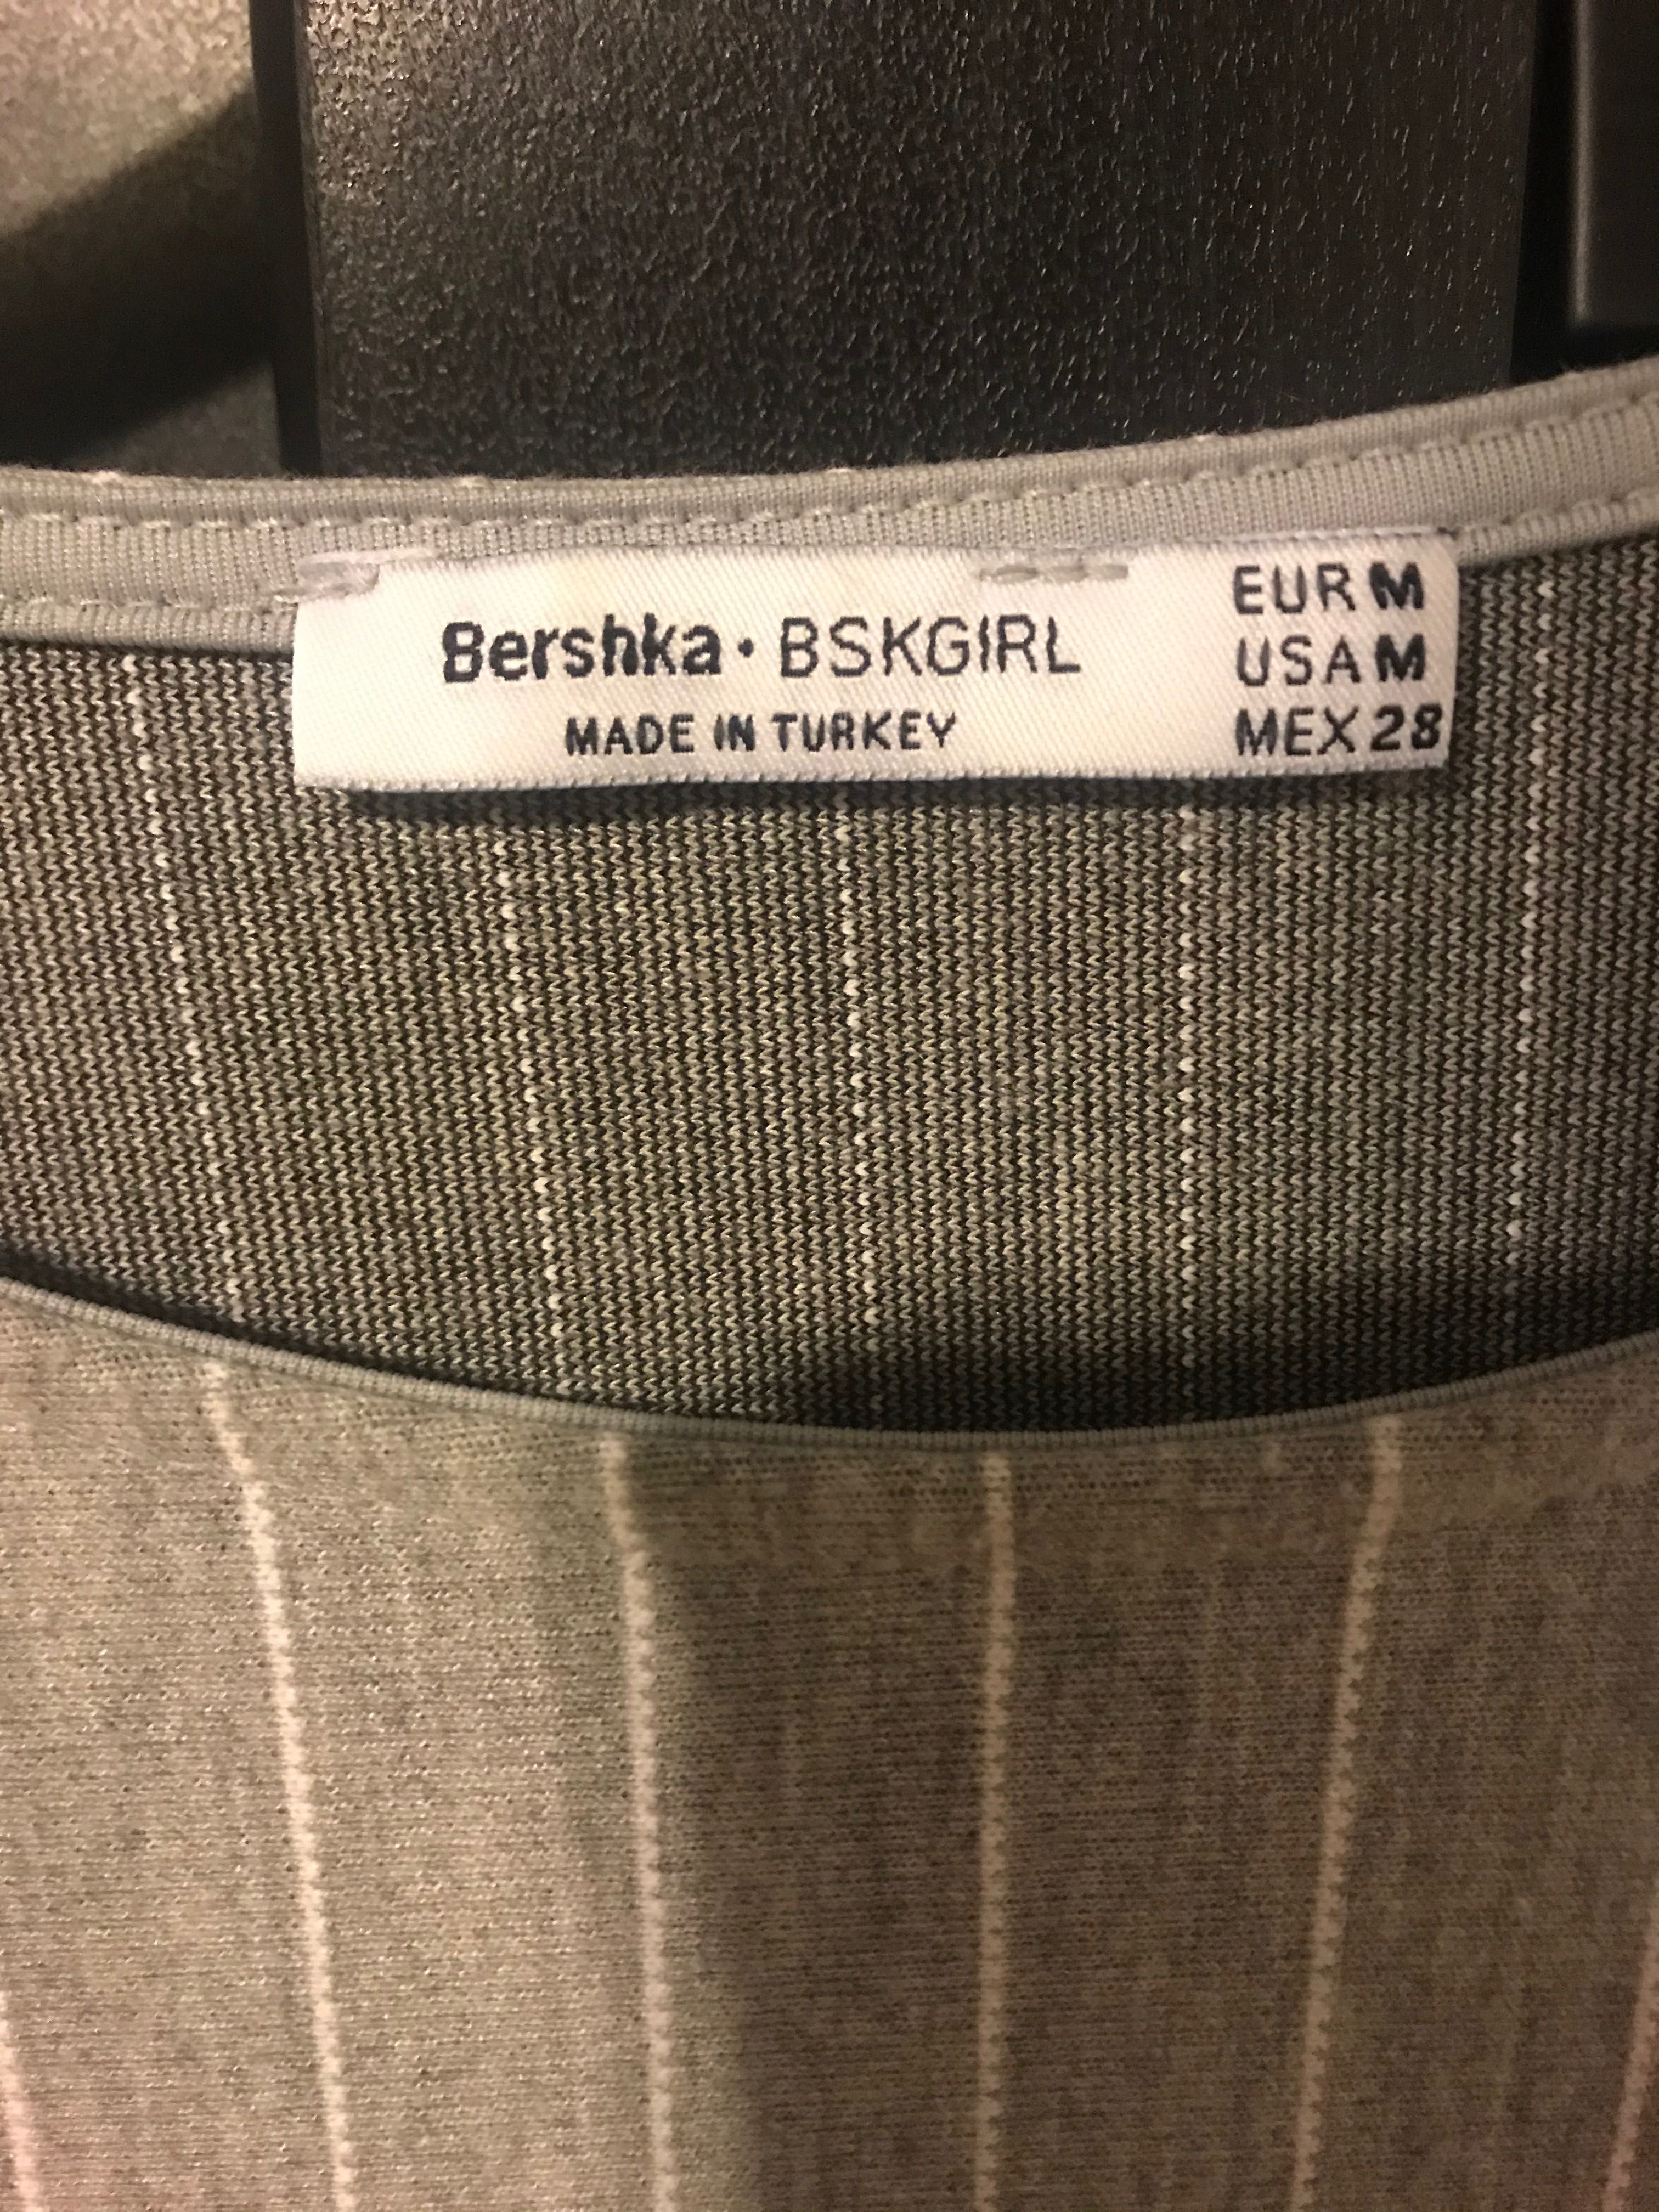 Bershka • BSKGIRL
MADE IN TURKEY
EUR M
USA M
MEX 28